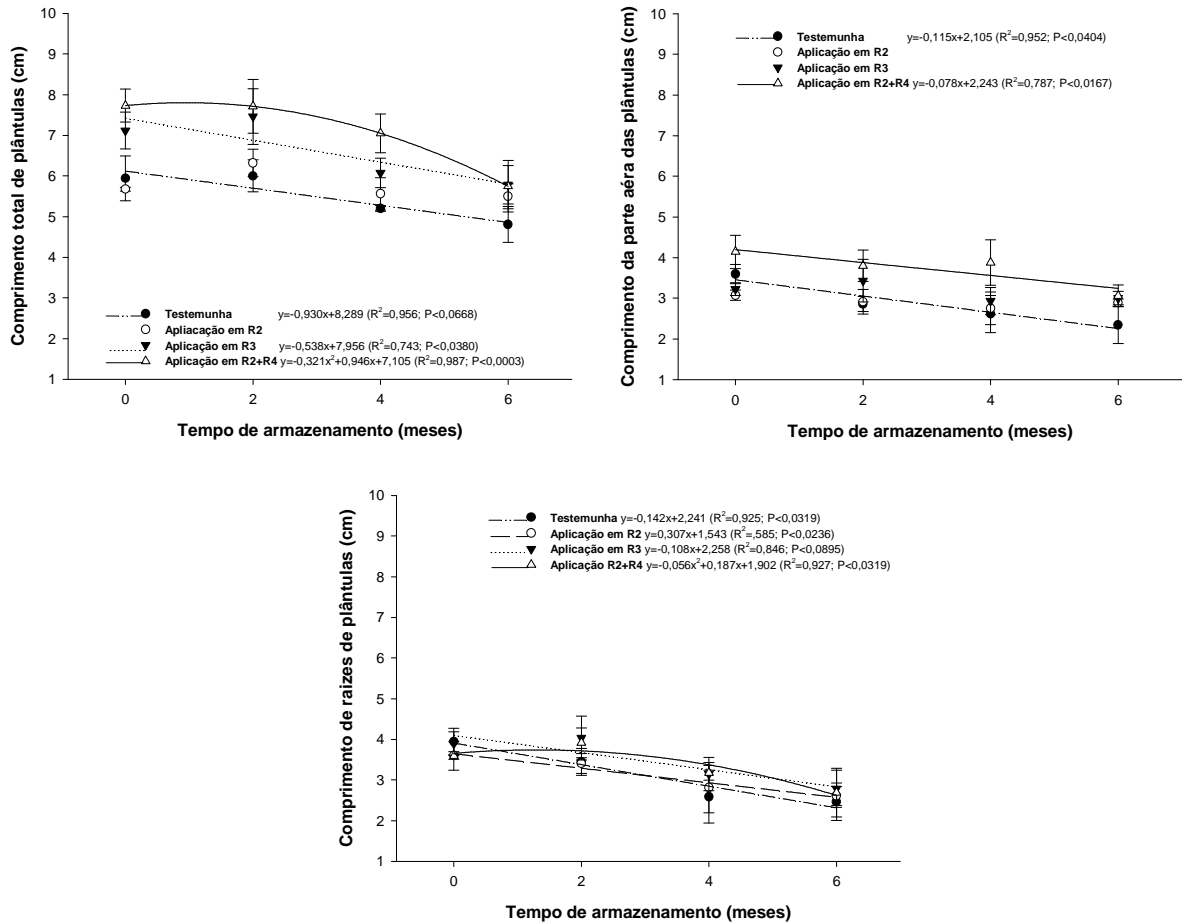 Comprimento total de plântulas (cm)
10
9
8
7
6
5
4
3
2
1
0 2 4 6
Tempo de armazenamento (meses)
Testemunha y=-0,930x+8,289 (R²=0,956; P<0,0668)
Apliacação em R2
Aplicação em R3 y=-0,538x+7,956 (R²=0,743; P<0,0380)
Aplicação em R2+R4 y=-0,321x²+0,946x+7,105 (R²=0,987; P<0,0003)
Comprimento da parte aéra das plântulas (cm)
10
9
8
7
6
5
4
3
2
1
0 2 4 6
Tempo de armazenamento (meses)
Testemunha y=-0,115x+2,105 (R²=0,952; P<0,0404)
Aplicação em R2
Aplicação em R3
Aplicação em R2+R4 y=-0,078x+2,243 (R²=0,787; P<0,0167)
Comprimento de raizes de plântulas (cm)
10
9
8
7
6
5
4
3
2
1
0 2 4 6
Tempo de armazenamento (meses)
Testemunha y=-0,142x+2,241 (R²=0,925; P<0,0319)
Aplicação em R2 y=0,307x+1,543 (R²=,585; P<0,0236)
Aplicação em R3 y=-0,108x+2,258 (R²=0,846; P<0,0895)
Aplicação R2+R4 y=-0,056x²+0,187x+1,902 (R²=0,927; P<0,0319)